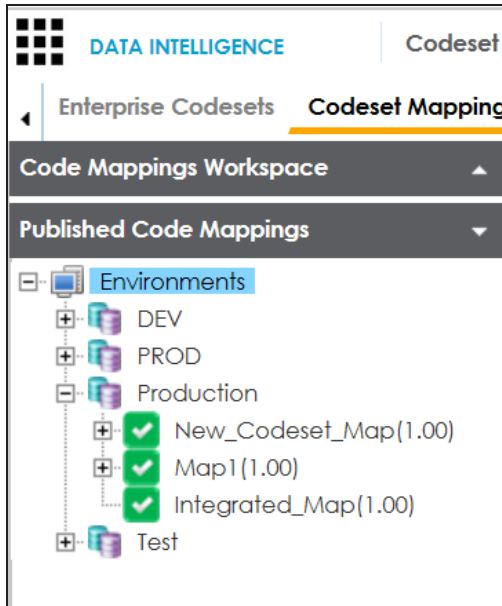 DATA INTELLIGENCE
Codeset
Enterprise Codesets
Codeset Mapping
Code Mappings Workspace
Published Code Mappings
Environments
DEV
PROD
Production
New_Codeset_Map(1.00)
Map1(1.00)
Integrated_Map(1.00)
Test